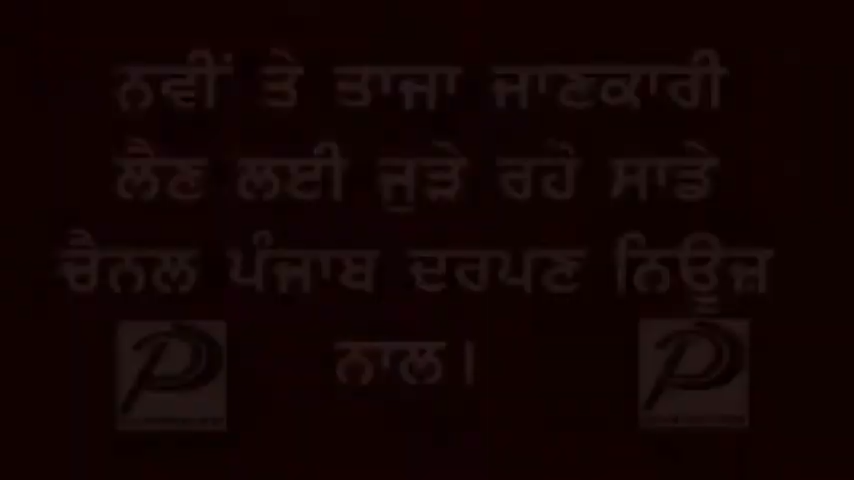 ਨਵੀਂ ਤੇ ਤਾਜਾ ਜਾਣਕਾਰੀ
ਲੈਣ ਲਈ ਜੁੜੇ ਰਹੋ ਸਾਡੇ
ਚੈਨਲ ਪੰਜਾਬ ਦਰਪਣ ਨਿਊਜ਼
ਨਾਲ।